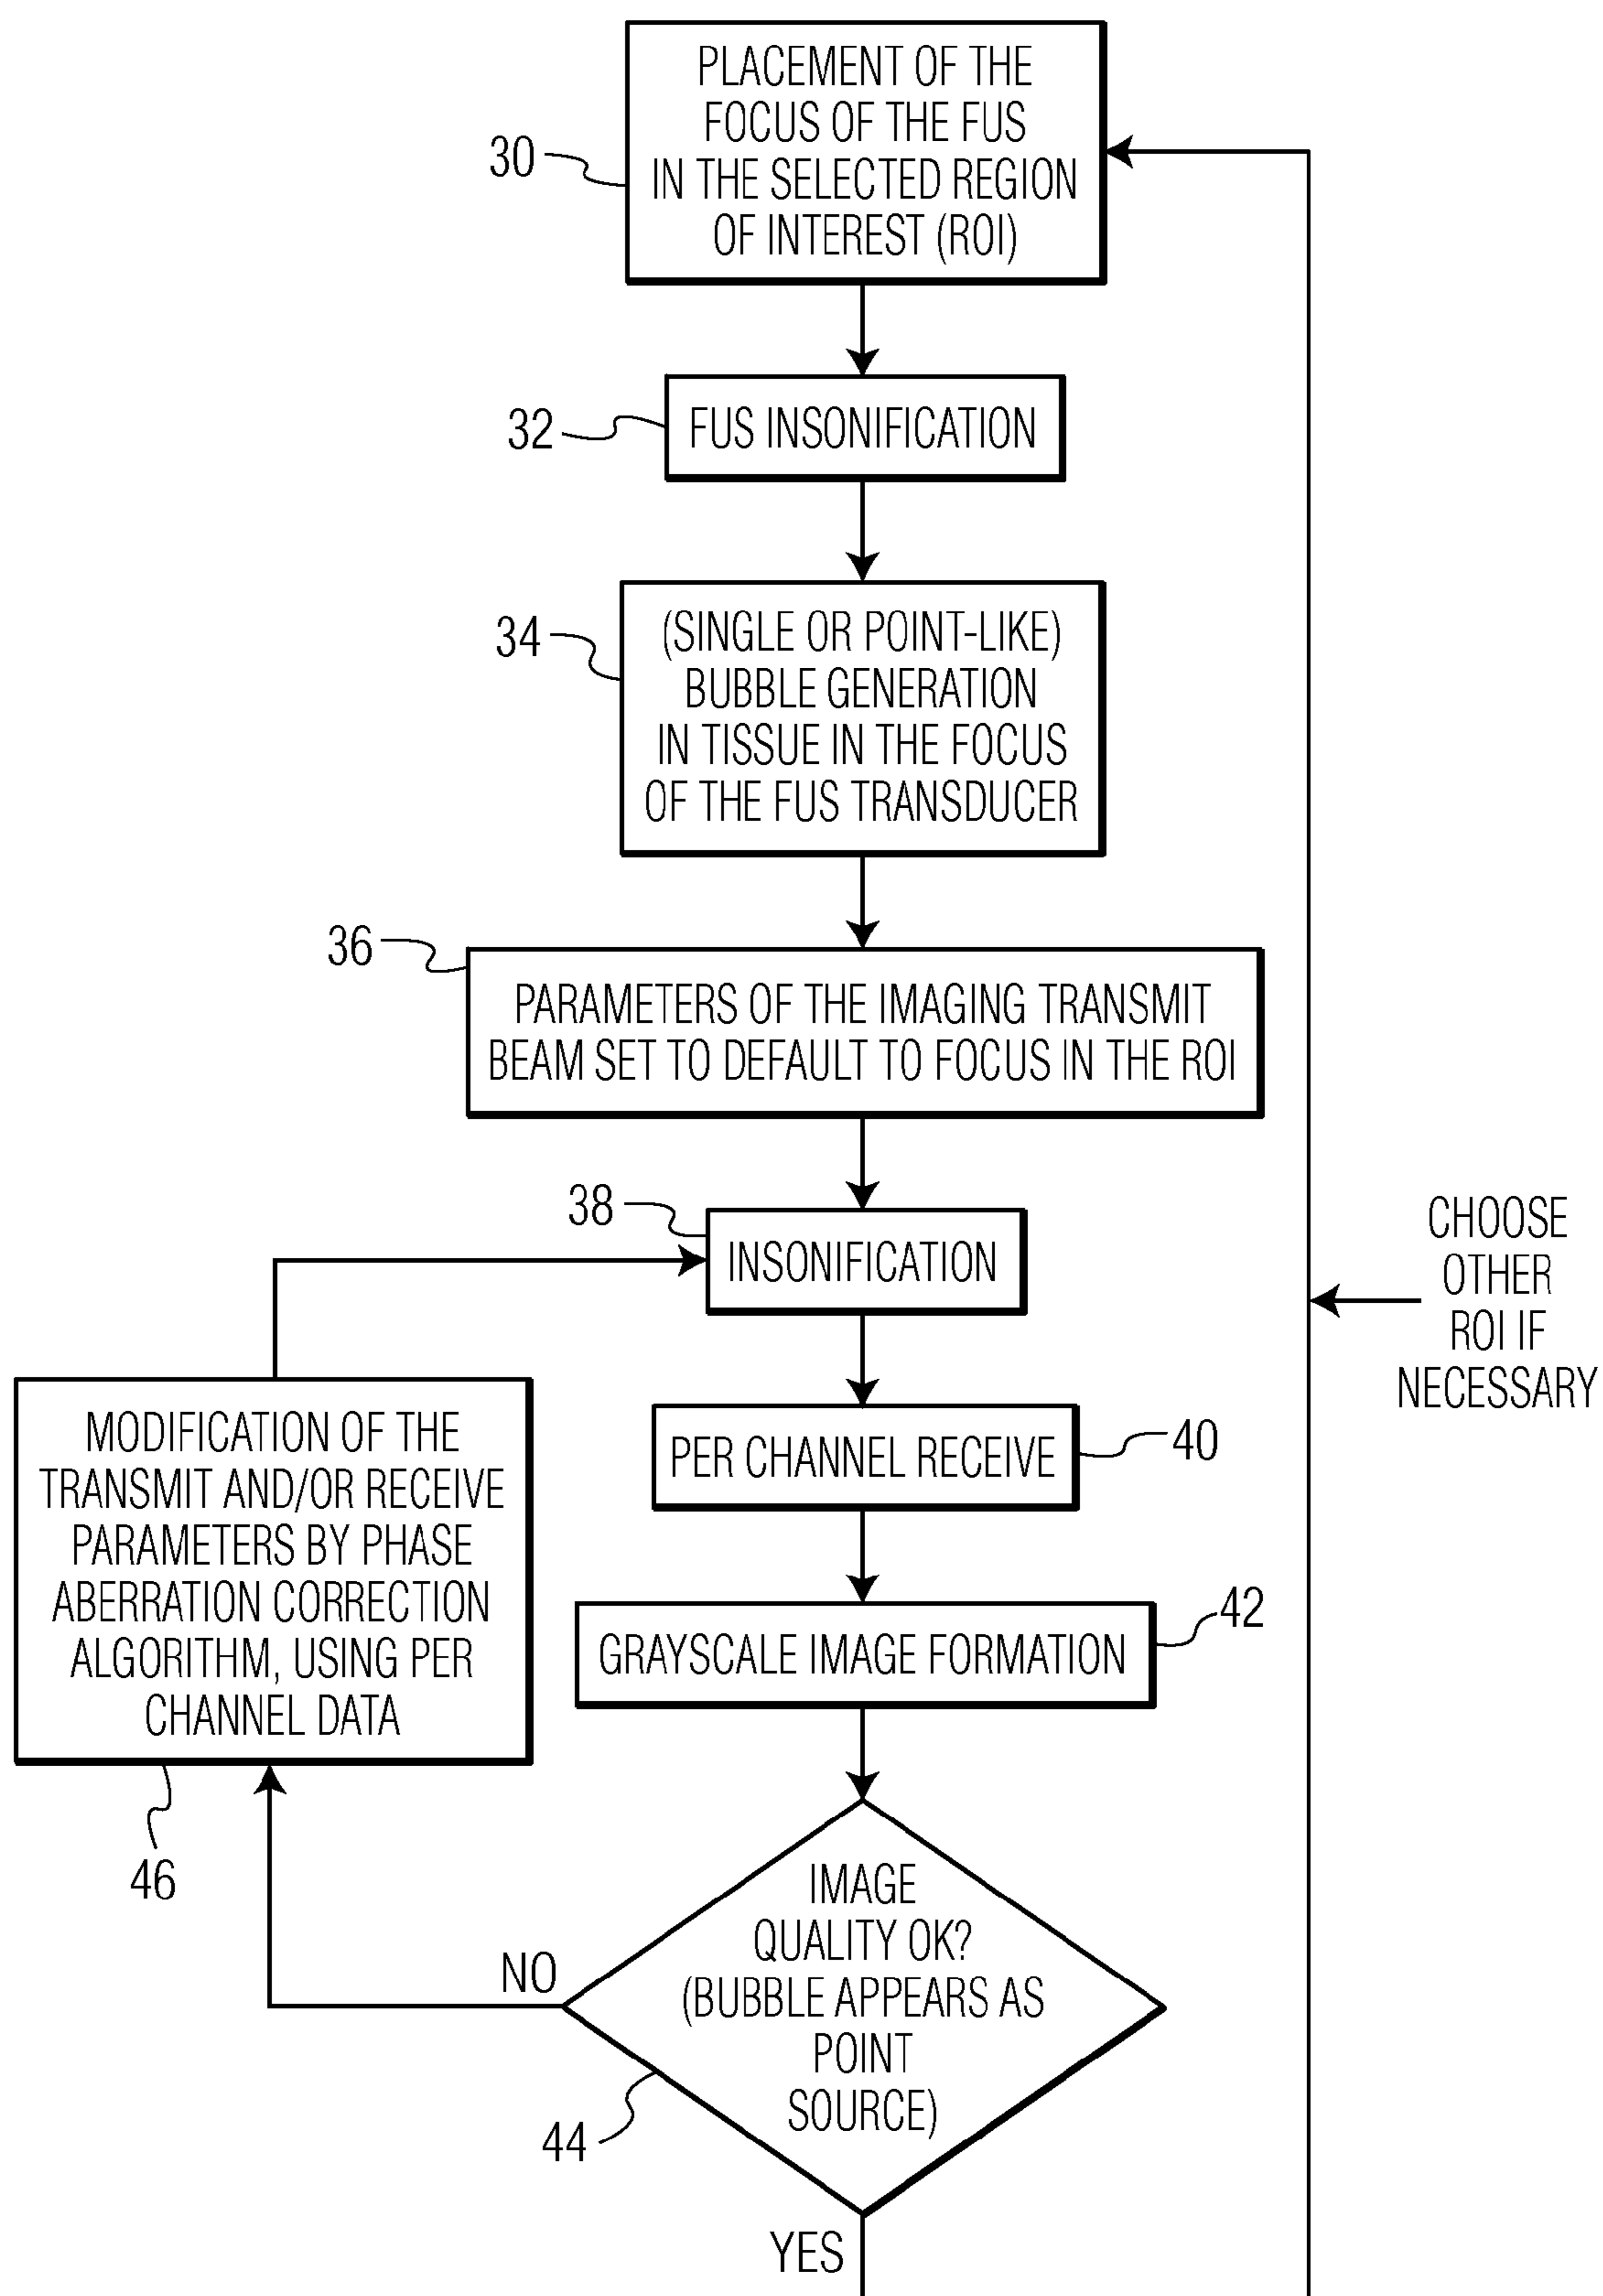 PLACEMENT OF THE
FOCUS OF THE FUS
IN THE SELECTED REGION
OF INTEREST (ROI)
30
FUS INSONIFICATION
32
(SINGLE OR POINT-LIKE)
BUBBLE GENERATION
IN TISSUE IN THE FOCUS
OF THE FUS TRANSDUCER
34
36
PARAMETERS OF THE IMAGING TRANSMIT
BEAM SET TO DEFAULT TO FOCUS IN THE ROI
38
INSONIFICATION
CHOOSE
OTHER
ROI IF
NECESSARY
PER CHANNEL RECEIVE
40
MODIFICATION OF THE
TRANSMIT AND/OR RECEIVE
PARAMETERS BY PHASE
ABERRATION CORRECTION
ALGORITHM, USING PER
CHANNEL DATA
46
GRAYSCALE IMAGE FORMATION
42
IMAGE
QUALITY OK?
(BUBBLE APPEARS AS
POINT
SOURCE)
NO
44
YES